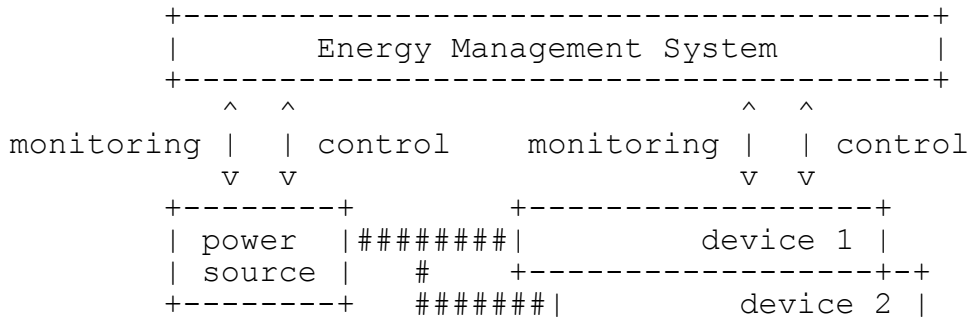 +---------------------------------------+
|       Energy Management System        |
+---------------------------------------+
^  ^                       ^  ^
monitoring |  | control    monitoring |  | control
v  v                       v  v
+--------+        +------------------+
| power  |########|         device 1 |
| source |   #    +------------------+-+
+--------+   #######|         device 2 |